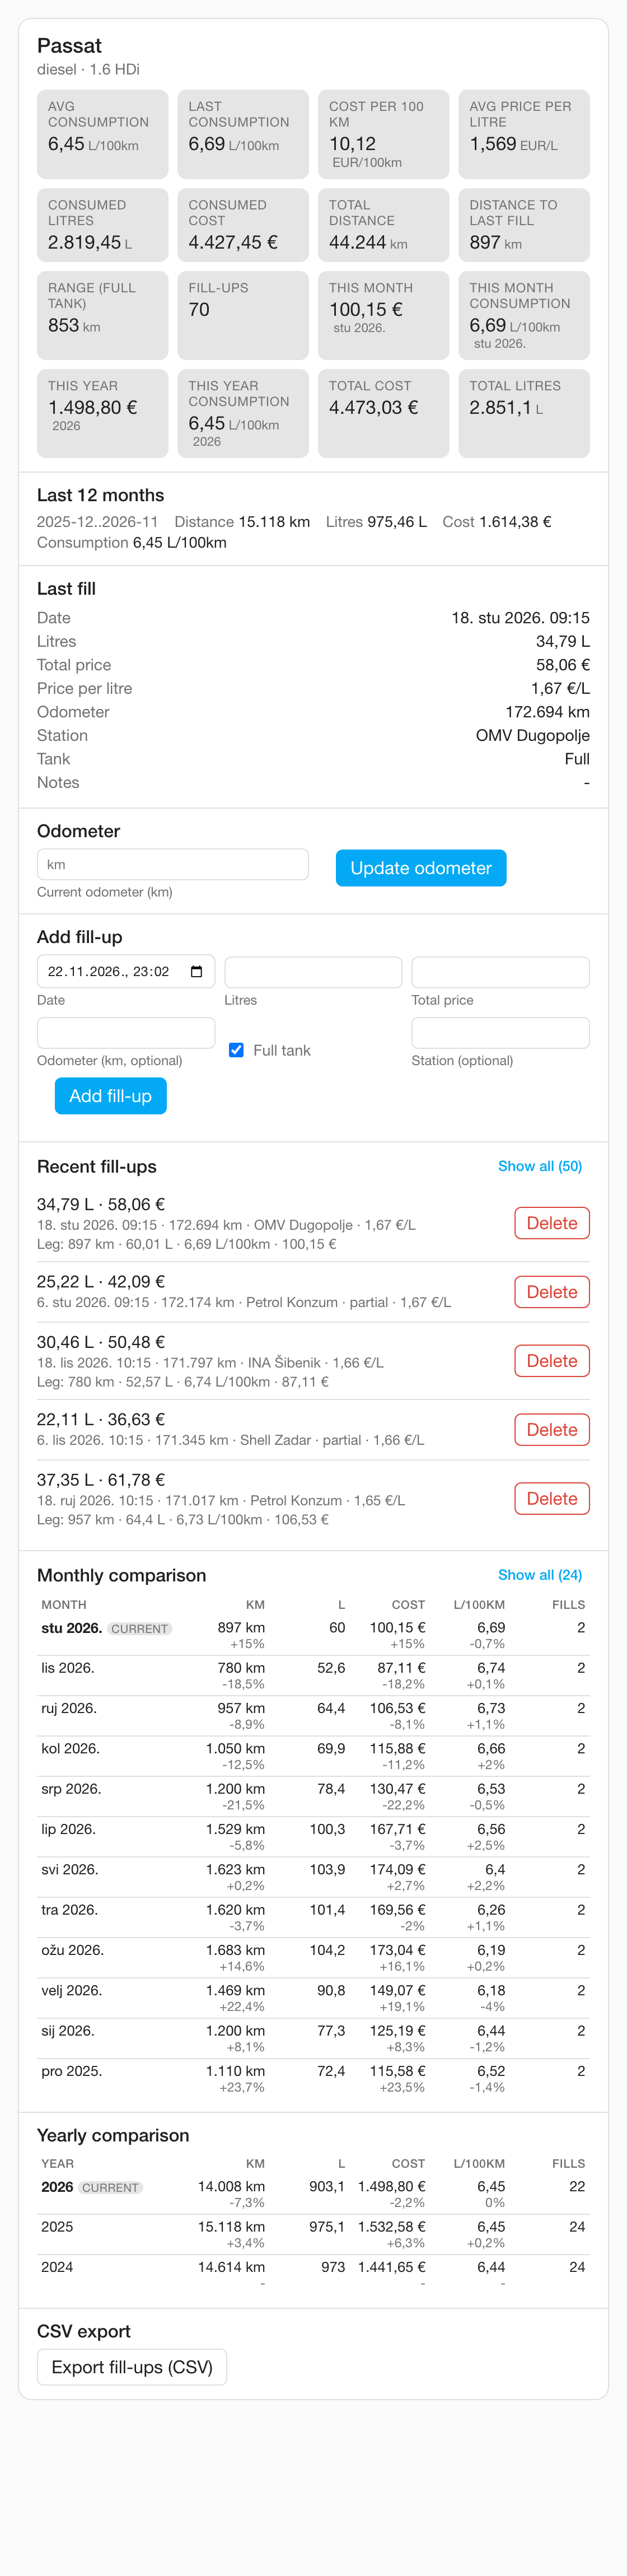 Passat
diesel · 1.6 HDi
AVG CONSUMPTION
6,45 L/100km
LAST CONSUMPTION
6,69 L/100km
COST PER 100 KM
10,12 EUR/100km
AVG PRICE PER LITRE
1,569 EUR/L
CONSUMED LITRES
2.819,45 L
CONSUMED COST
4.427,45 €
TOTAL DISTANCE
44.244 km
DISTANCE TO LAST FILL
897 km
RANGE (FULL TANK)
853 km
FILL-UPS
70
THIS MONTH
100,15 €
stu 2026.
THIS MONTH CONSUMPTION
6,69 L/100km
stu 2026.
THIS YEAR
1.498,80 €
2026
THIS YEAR CONSUMPTION
6,45 L/100km
2026
TOTAL COST
4.473,03 €
TOTAL LITRES
2.851,1 L
Last 12 months
2025-12..2026-11 Distance 15.118 km Litres 975,46 L Cost 1.614,38 €
Consumption 6,45 L/100km
Last fill
Date 18. stu 2026. 09:15
Litres 34,79 L
Total price 58,06 €
Price per litre 1,67 €/L
Odometer 172.694 km
Station OMV Dugopolje
Tank Full
Notes -
Odometer
km
Update odometer
Current odometer (km)
Add fill-up
22.11.2026., 23:02
Date Litres Total price
Full tank
Odometer (km, optional) Station (optional)
Add fill-up
Recent fill-ups Show all (50)
34,79 L · 58,06 €
18. stu 2026. 09:15 · 172.694 km · OMV Dugopolje · 1,67 €/L
Leg: 897 km · 60,01 L · 6,69 L/100km · 100,15 €
Delete
25,22 L · 42,09 €
6. stu 2026. 09:15 · 172.174 km · Petrol Konzum · partial · 1,67 €/L
Delete
30,46 L · 50,48 €
18. lis 2026. 10:15 · 171.797 km · INA Šibenik · 1,66 €/L
Leg: 780 km · 52,57 L · 6,74 L/100km · 87,11 €
Delete
22,11 L · 36,63 €
6. lis 2026. 10:15 · 171.345 km · Shell Zadar · partial · 1,66 €/L
Delete
37,35 L · 61,78 €
18. ruj 2026. 10:15 · 171.017 km · Petrol Konzum · 1,65 €/L
Leg: 957 km · 64,4 L · 6,73 L/100km · 106,53 €
Delete
Monthly comparison Show all (24)
MONTH KM L COST L/100KM FILLS
stu 2026. CURRENT 897 km 60 100,15 € 6,69 2
+15% +15% -0,7%
lis 2026. 780 km 52,6 87,11 € 6,74 2
-18,5% -18,2% +0,1%
ruj 2026. 957 km 64,4 106,53 € 6,73 2
-8,9% -8,1% +1,1%
kol 2026. 1.050 km 69,9 115,88 € 6,66 2
-12,5% -11,2% +2%
srp 2026. 1.200 km 78,4 130,47 € 6,53 2
-21,5% -22,2% -0,5%
lip 2026. 1.529 km 100,3 167,71 € 6,56 2
-5,8% -3,7% +2,5%
svi 2026. 1.623 km 103,9 174,09 € 6,4 2
+0,2% +2,7% +2,2%
tra 2026. 1.620 km 101,4 169,56 € 6,26 2
-3,7% -2% +1,1%
ožu 2026. 1.683 km 104,2 173,04 € 6,19 2
+14,6% +16,1% +0,2%
velj 2026. 1.469 km 90,8 149,07 € 6,18 2
+22,4% +19,1% -4%
sij 2026. 1.200 km 77,3 125,19 € 6,44 2
+8,1% +8,3% -1,2%
pro 2025. 1.110 km 72,4 115,58 € 6,52 2
+23,7% +23,5% -1,4%
Yearly comparison
YEAR KM L COST L/100KM FILLS
2026 CURRENT 14.008 km 903,1 1.498,80 € 6,45 22
-7,3% -2,2% 0%
2025 15.118 km 975,1 1.532,58 € 6,45 24
+3,4% +6,3% +0,2%
2024 14.614 km 973 1.441,65 € 6,44 24
- - -
CSV export
Export fill-ups (CSV)